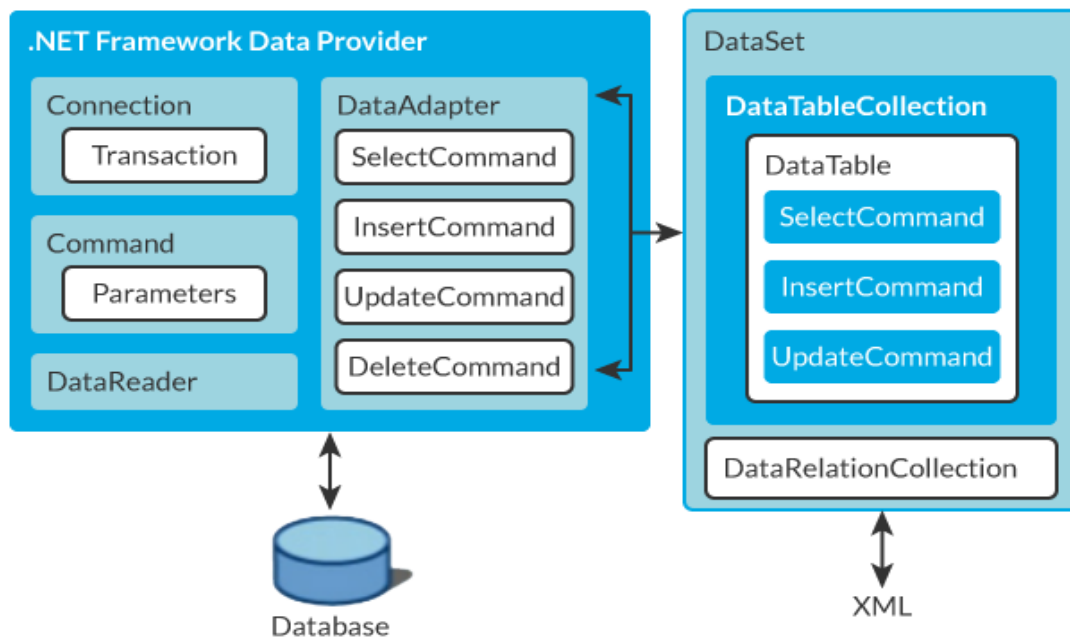 .NET Framework Data Provider
Connection
Transaction
Command
Parameters
DataReader
DataAdapter
SelectCommand
InsertCommand
UpdateCommand
DeleteCommand
Database
DataSet
DataTableCollection
DataTable
SelectCommand
InsertCommand
UpdateCommand
DataRelationCollection
XML